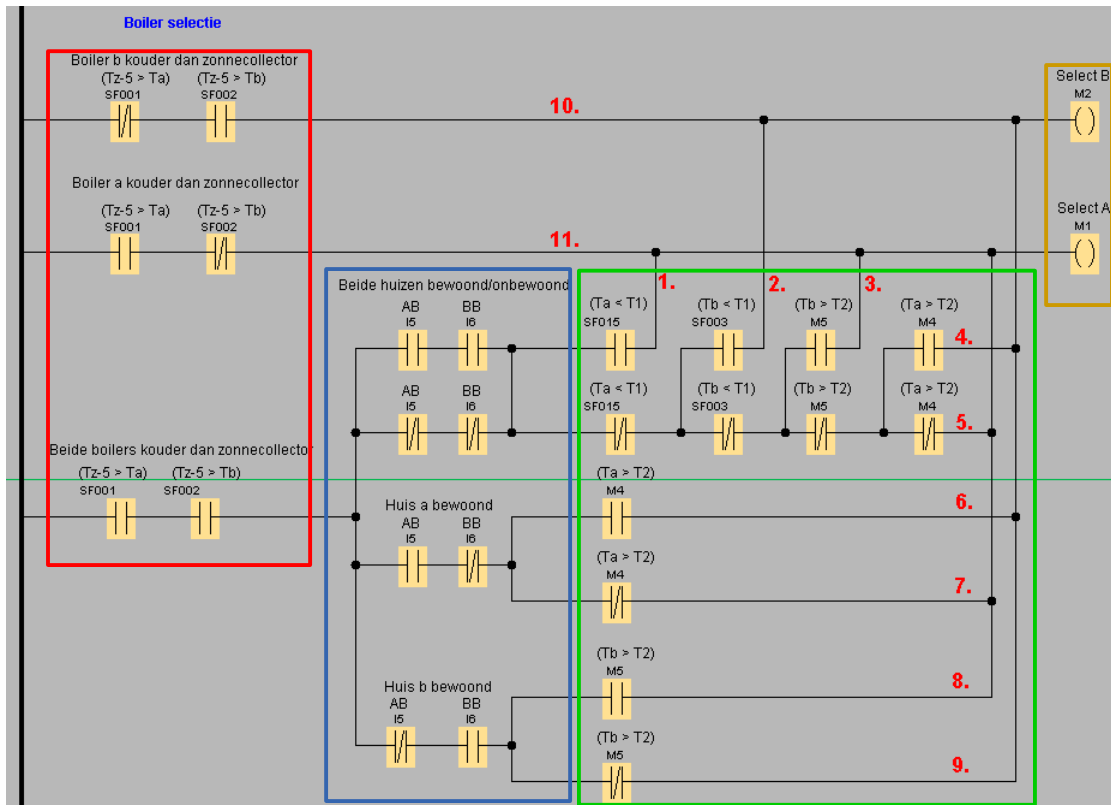 Boiler selectie
Boiler b kouder dan zonnecollector
(Tz-5 > Ta) (Tz-5 > Tb)
SF001 SF002
10.
Select B
M2
Boiler a kouder dan zonnecollector
(Tz-5 > Ta) (Tz-5 > Tb)
SF001 SF002
11.
Select A
M1
Beide huizen bewoond/onbewoond
1. 2. 3.
AB BB
I5 I6
(Ta < T1) (Tb < T1) (Tb > T2) (Ta > T2)
SF015 SF003 M5 M4
4.
AB BB
I5 I6
(Ta < T1) (Tb < T1) (Tb > T2) (Ta > T2)
SF015 SF003 M5 M4
5.
Beide boilers kouder dan zonnecollector
(Tz-5 > Ta) (Tz-5 > Tb)
SF001 SF002
(Ta > T2)
M4
6.
Huis a bewoond
AB BB
I5 I6
(Ta > T2)
M4
7.
(Tb > T2)
M5
8.
Huis b bewoond
AB BB
I5 I6
(Tb > T2)
M5
9.